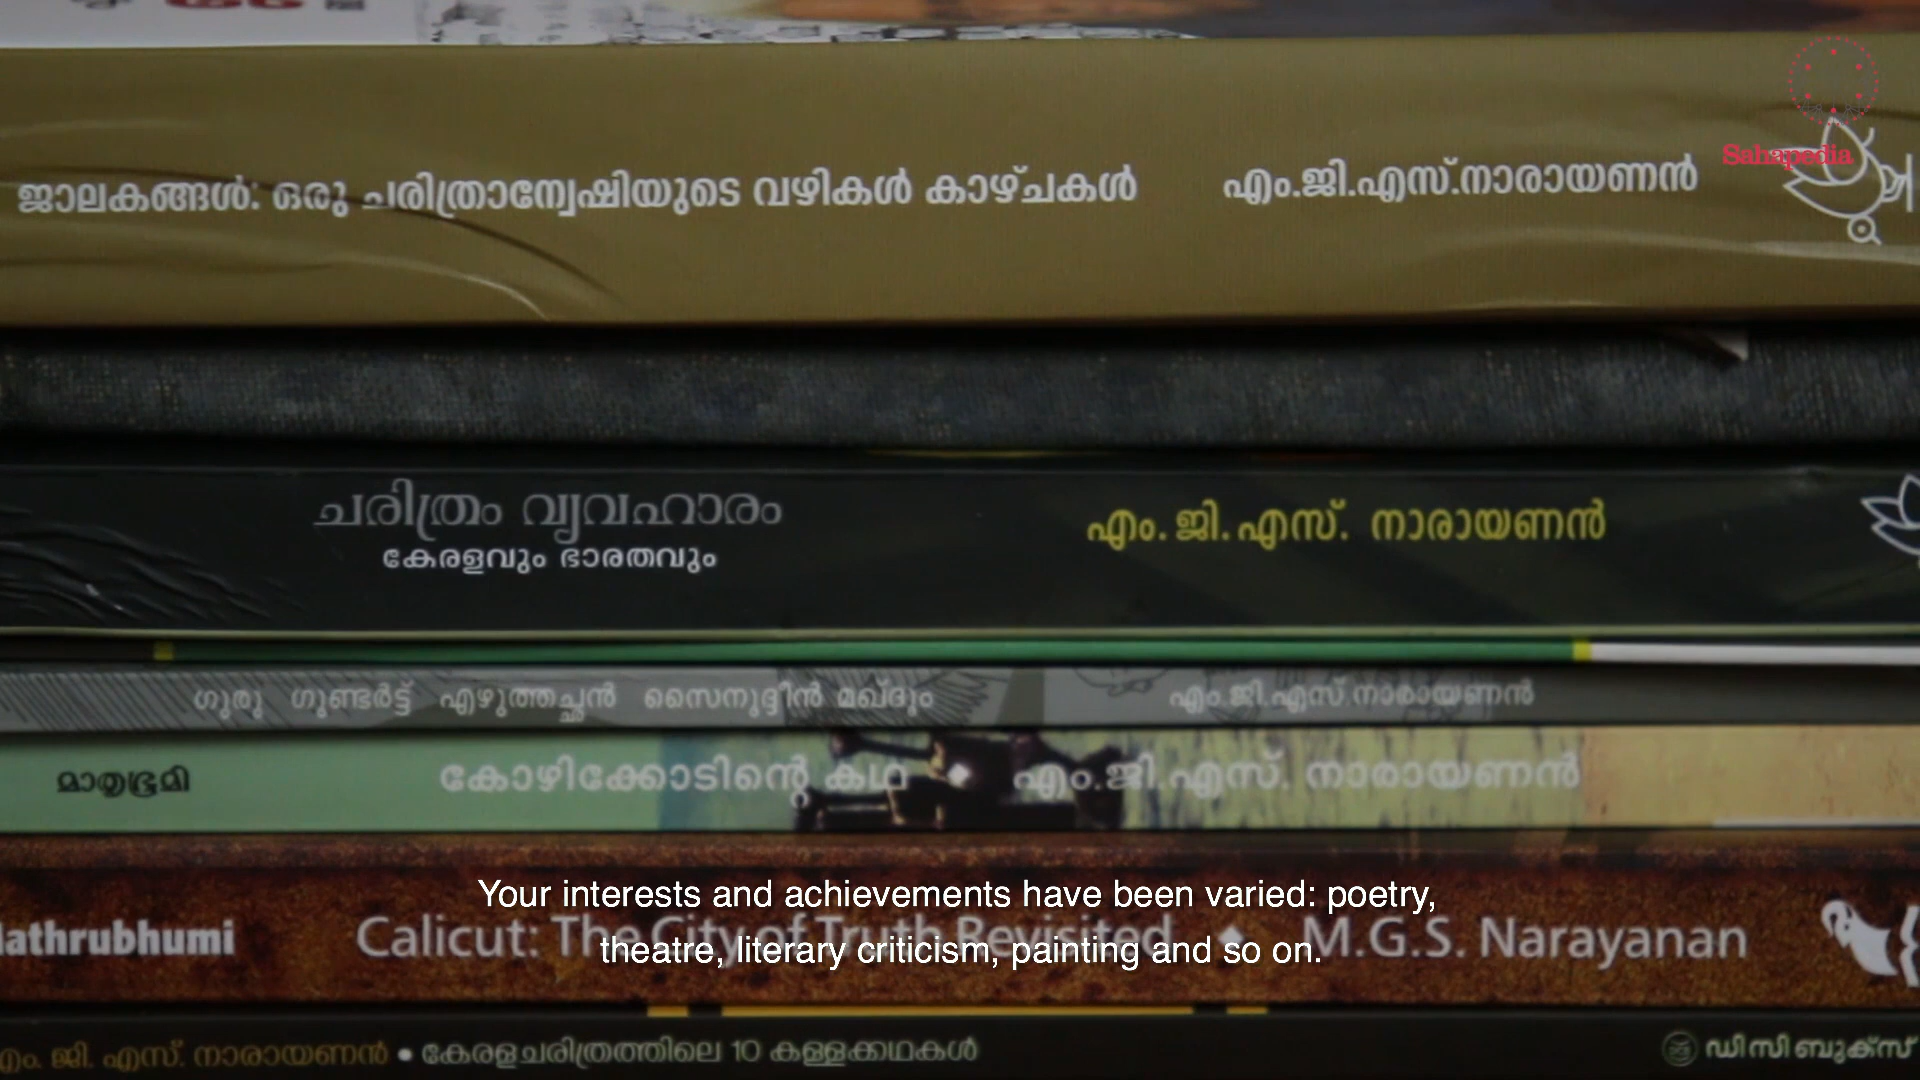 Sahapedia
ജാലകങ്ങൾ: ഒരു ചരിത്രാന്വേഷിയുടെ വഴികൾ കാഴ്ചകൾ എം.ജി.എസ്.നാരായണൻ
ചരിത്രം വ്യവഹാരം എം.ജി.എസ്. നാരായണൻ
കേരളവും ഭാരതവും
ഗുരു ഗുണ്ടർട്ട് എഴുത്തച്ഛൻ സൈനുദ്ദീൻ മഖ്ദൂം എം.ജി.എസ്.നാരായണൻ
മാതൃഭൂമി കോഴിക്കോടിന്റെ കഥ എം.ജി.എസ്. നാരായണൻ
Your interests and achievements have been varied: poetry,
theatre, literary criticism, painting and so on.
athrubhumi Calicut: The City of Truth Revisited M.G.S. Narayanan
എം. ജി. എസ്. നാരായണൻ • കേരളചരിത്രത്തിലെ 10 കള്ളക്കഥകൾ ഡിസി ബുക്സ്